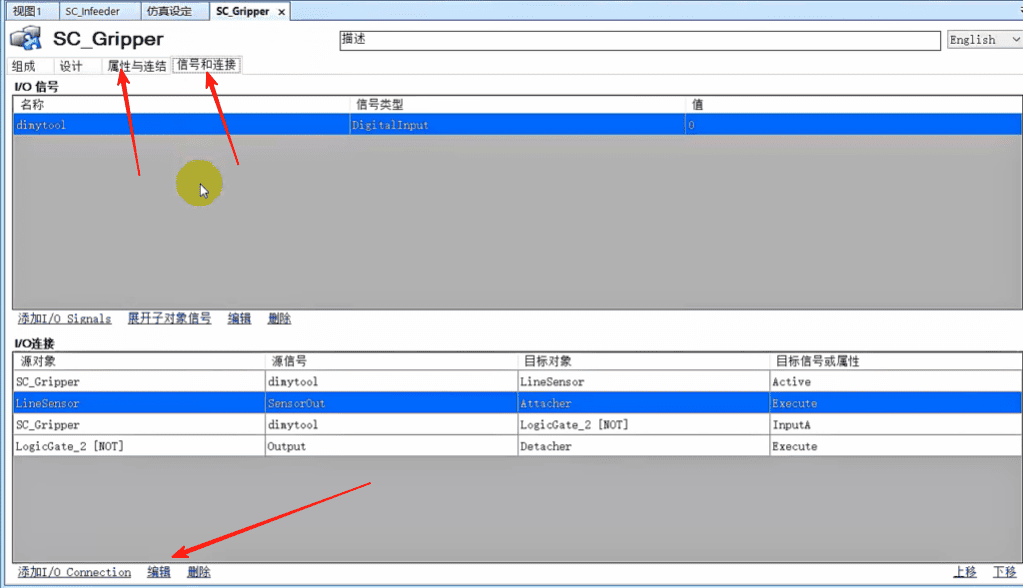 视图1 SC_Infeeder 仿真设定 SC_Gripper ×
SC_Gripper 描述 English
组成 设计 属性与连结 信号和连接
I/O 信号
名称 信号类型 值
dimytool DigitalInput 0
添加I/O Signals 展开子对象信号 编辑 删除
I/O连接
源对象 源信号 目标对象 目标信号或属性
SC_Gripper dimytool LineSensor Active
LineSensor SensorOut Attacher Execute
SC_Gripper dimytool LogicGate_2 [NOT] InputA
LogicGate_2 [NOT] Output Detacher Execute
添加I/O Connection 编辑 删除 上移 下移